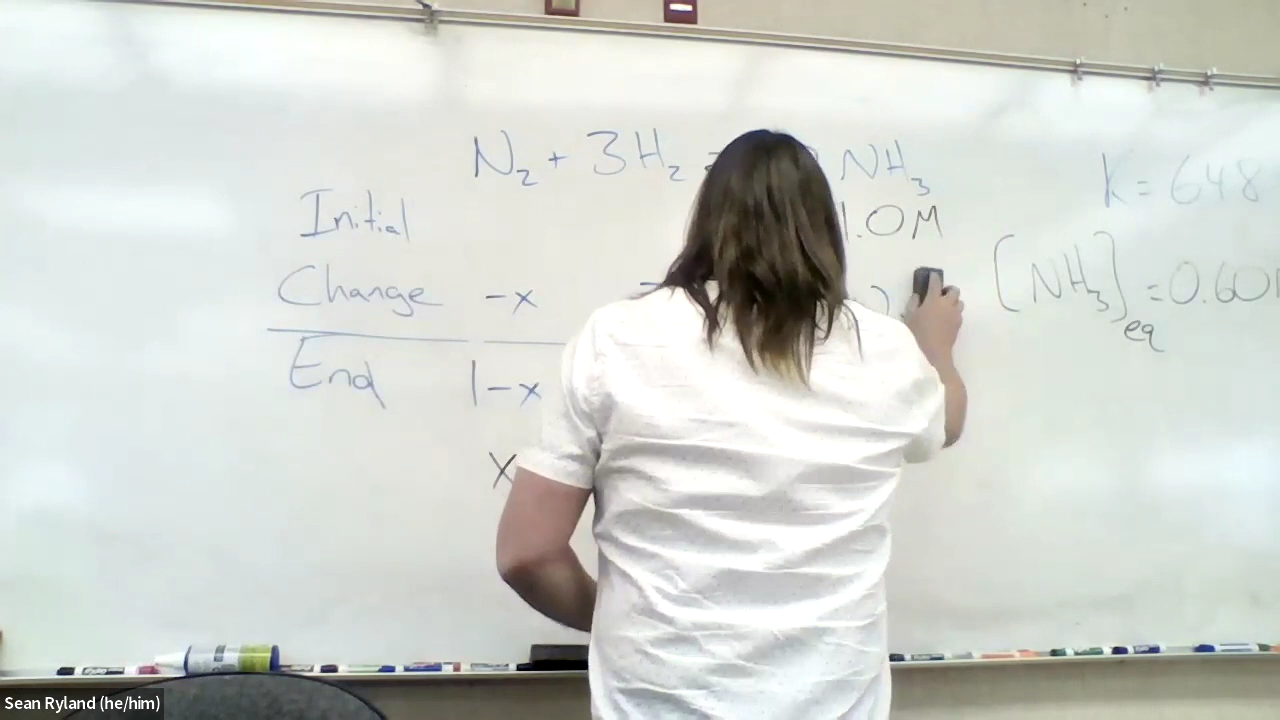 N₂ + 3H₂ NH₃
K = 648
Initial 1.0M
Change -x
[NH₃]eq = 0.60
End 1-x
x
Sean Ryland (he/him)